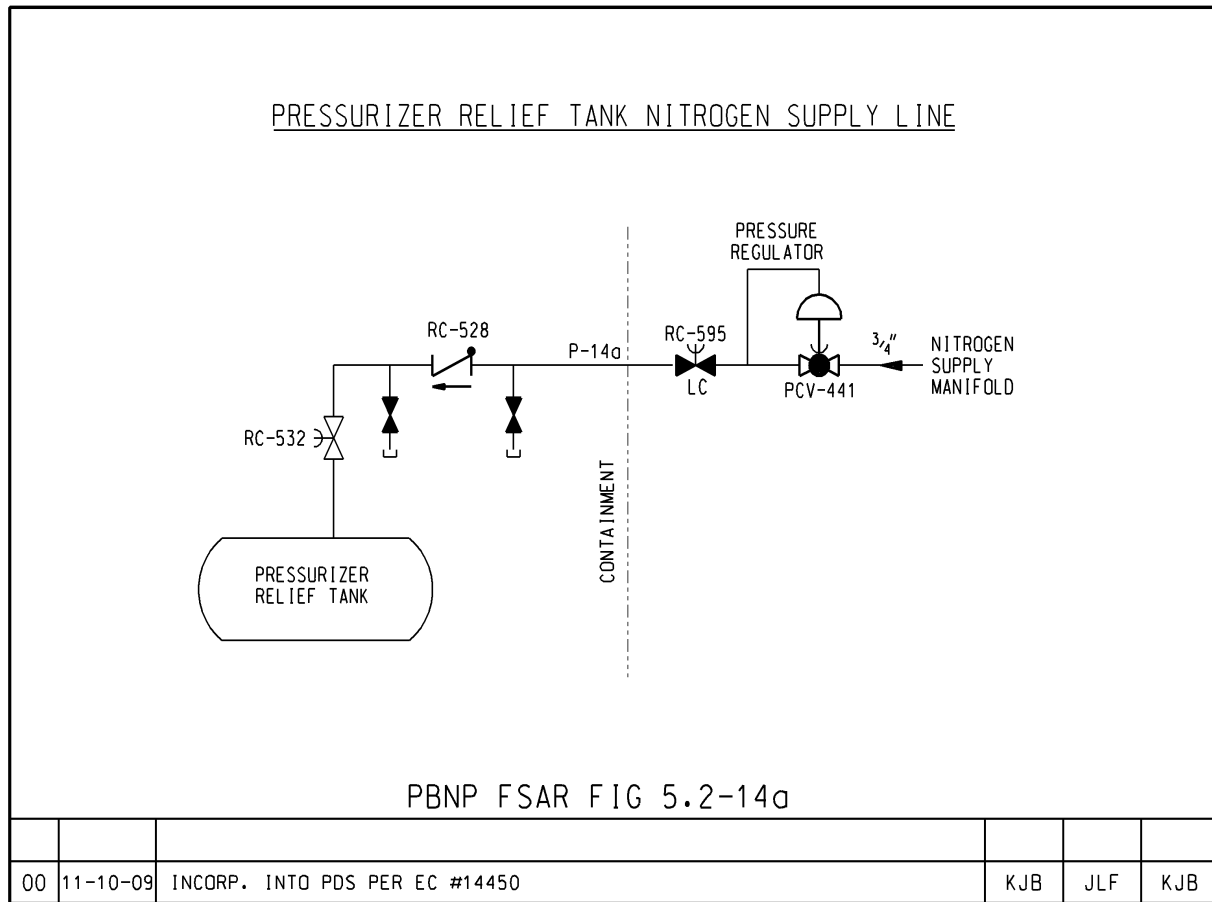 PRESSURIZER RELIEF TANK NITROGEN SUPPLY LINE
PRESSURE
REGULATOR
RC-528
RC-595
P-14a
3/4"
NITROGEN
SUPPLY
MANIFOLD
LC
PCV-441
RC-532
CONTAINMENT
PRESSURIZER
RELIEF TANK
PBNP FSAR FIG 5.2-14a
00 11-10-09 INCORP. INTO PDS PER EC #14450 KJB JLF KJB